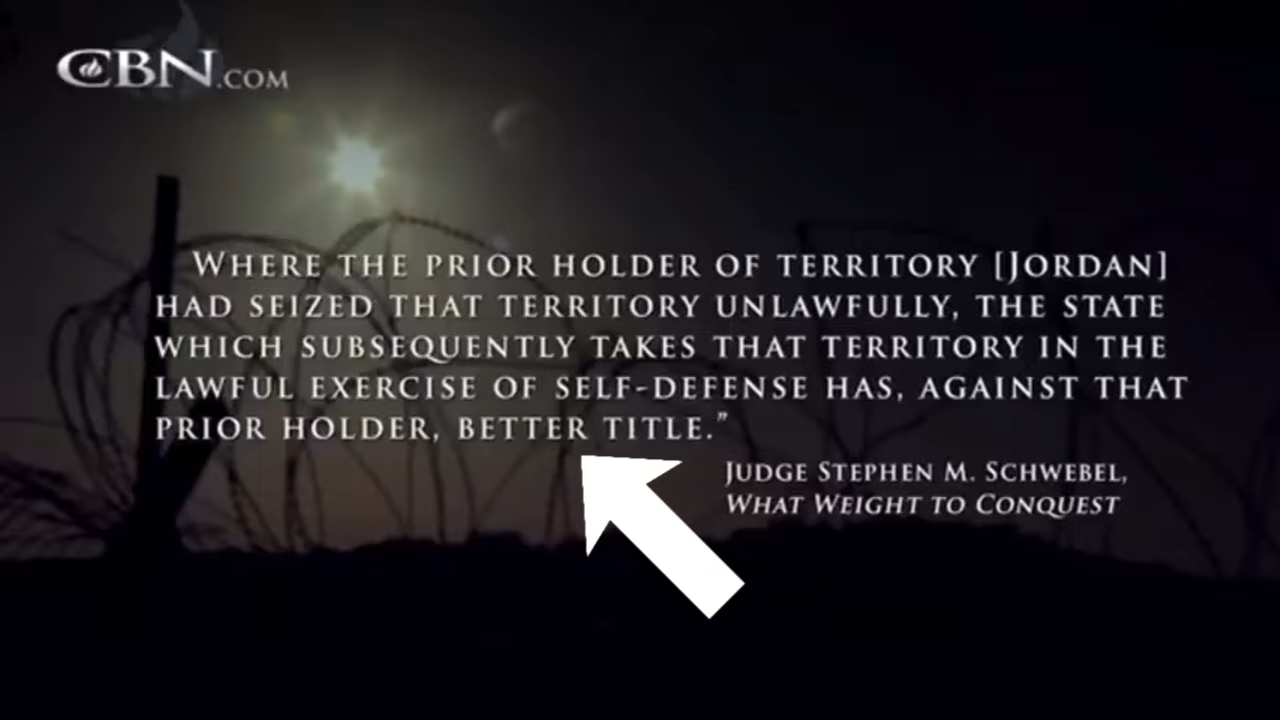 CBN.COM
WHERE THE PRIOR HOLDER OF TERRITORY [JORDAN]
HAD SEIZED THAT TERRITORY UNLAWFULLY, THE STATE
WHICH SUBSEQUENTLY TAKES THAT TERRITORY IN THE
LAWFUL EXERCISE OF SELF-DEFENSE HAS, AGAINST THAT
PRIOR HOLDER, BETTER TITLE.”
JUDGE STEPHEN M. SCHWEBEL,
WHAT WEIGHT TO CONQUEST